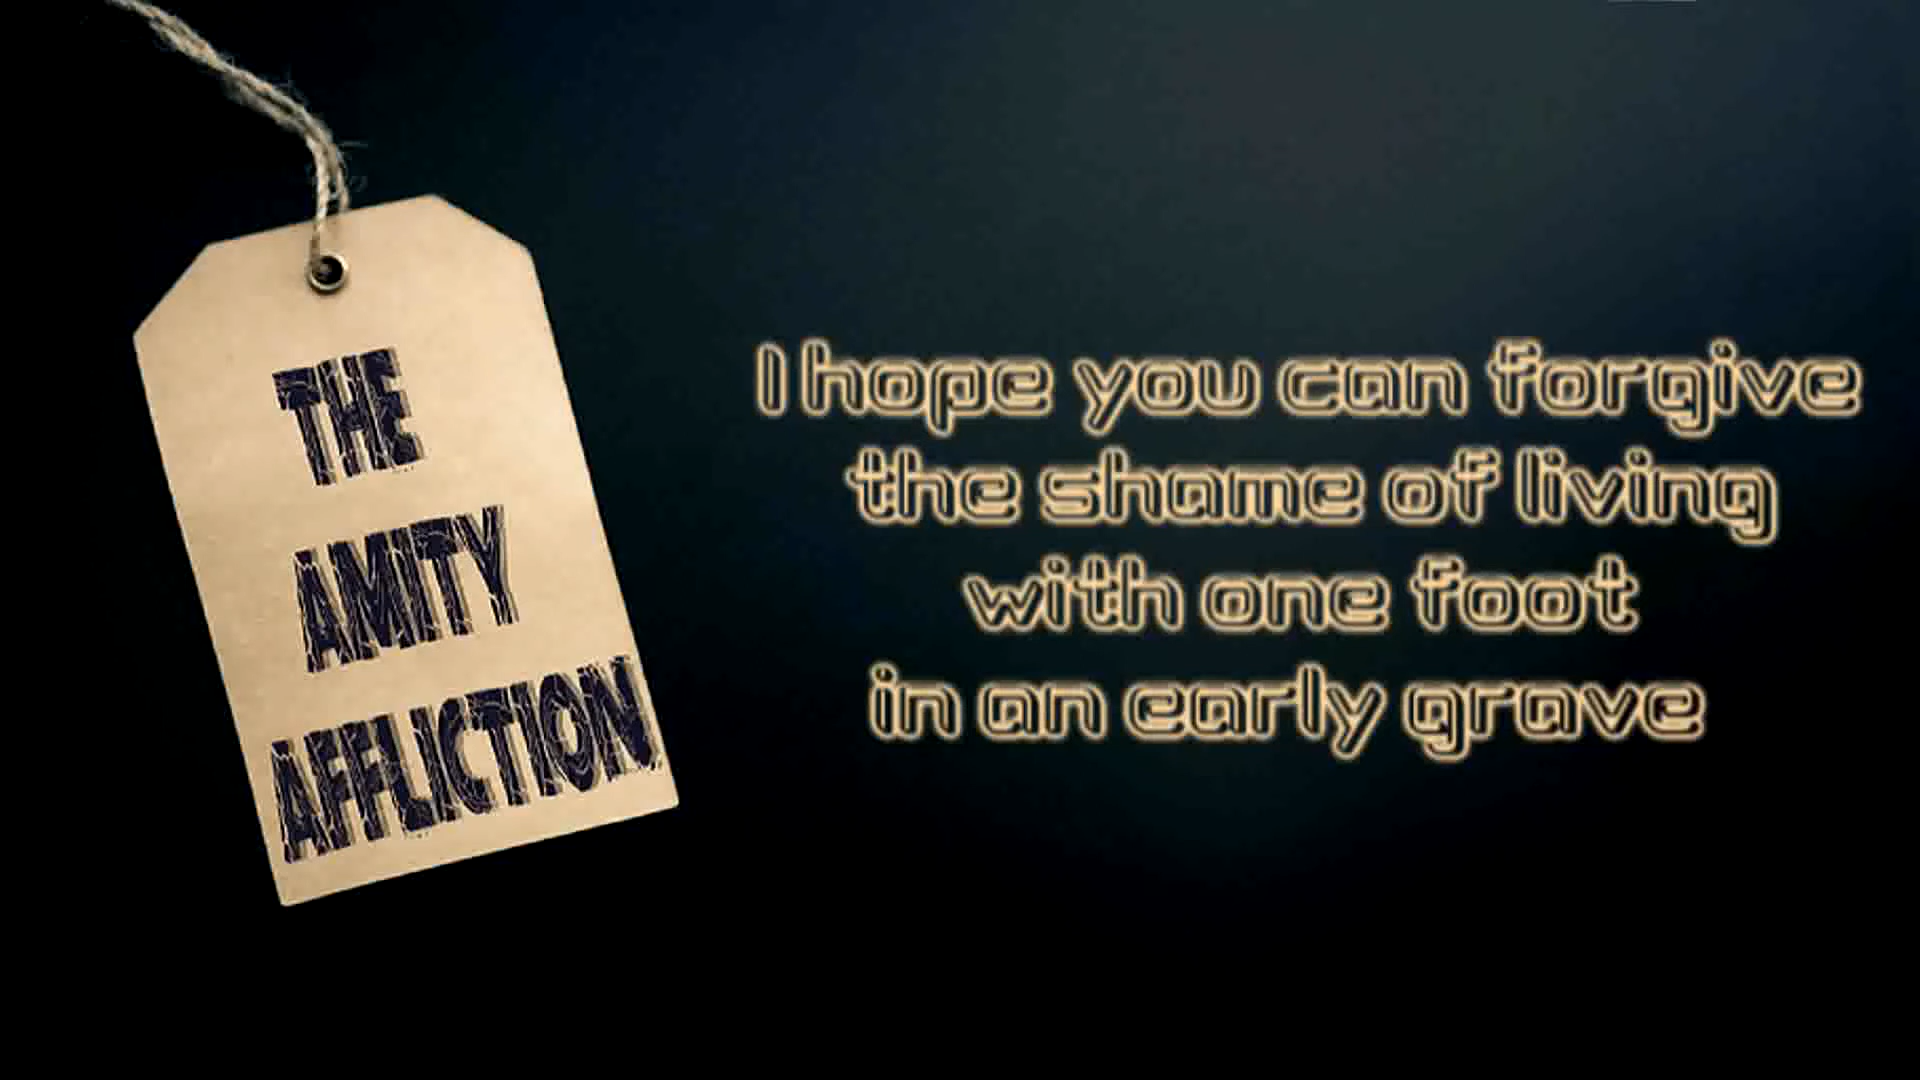 THE
AMITY
AFFLICTION
I hope you can forgive
the shame of living
with one foot
in an early grave